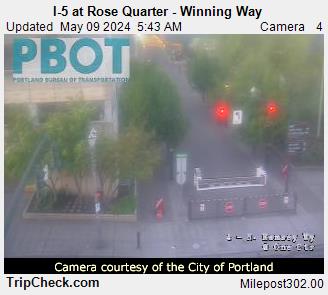 I-5 at Rose Quarter - Winning Way
Updated May 09 2024 5:43 AM Camera 4
PBOT
PORTLAND BUREAU OF TRANSPORTATION
Camera courtesy of the City of Portland
TripCheck.com Milepost302.00